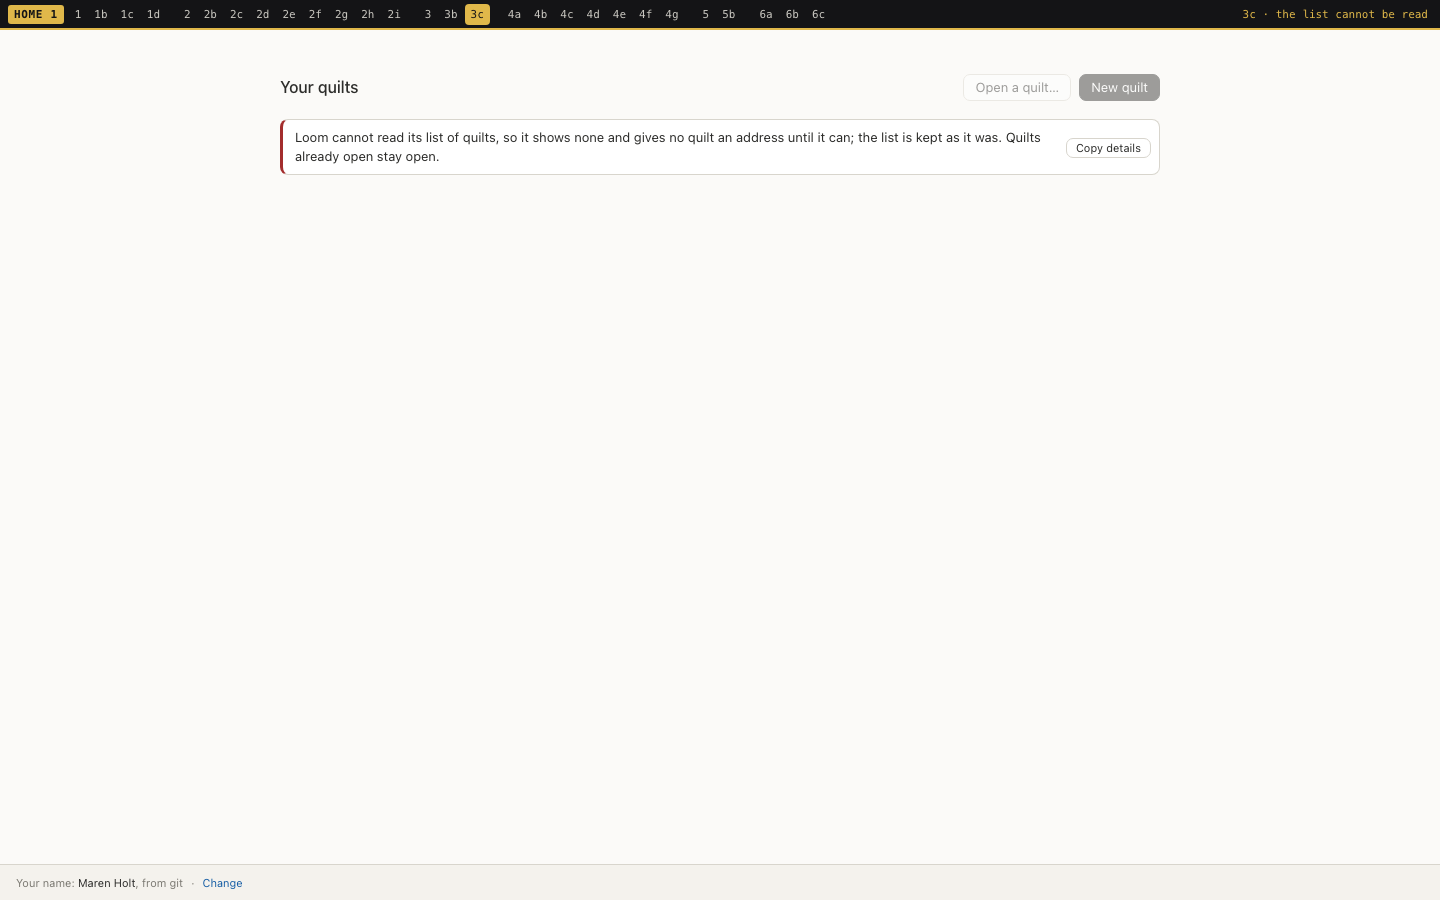 HOME 1 1 1b 1c 1d 2 2b 2c 2d 2e 2f 2g 2h 2i 3 3b 3c 4a 4b 4c 4d 4e 4f 4g 5 5b 6a 6b 6c 3c · the list cannot be read
Your quilts Open a quilt… New quilt
Loom cannot read its list of quilts, so it shows none and gives no quilt an address until it can; the list is kept as it was. Quilts
already open stay open.
Copy details
Your name: Maren Holt, from git · Change